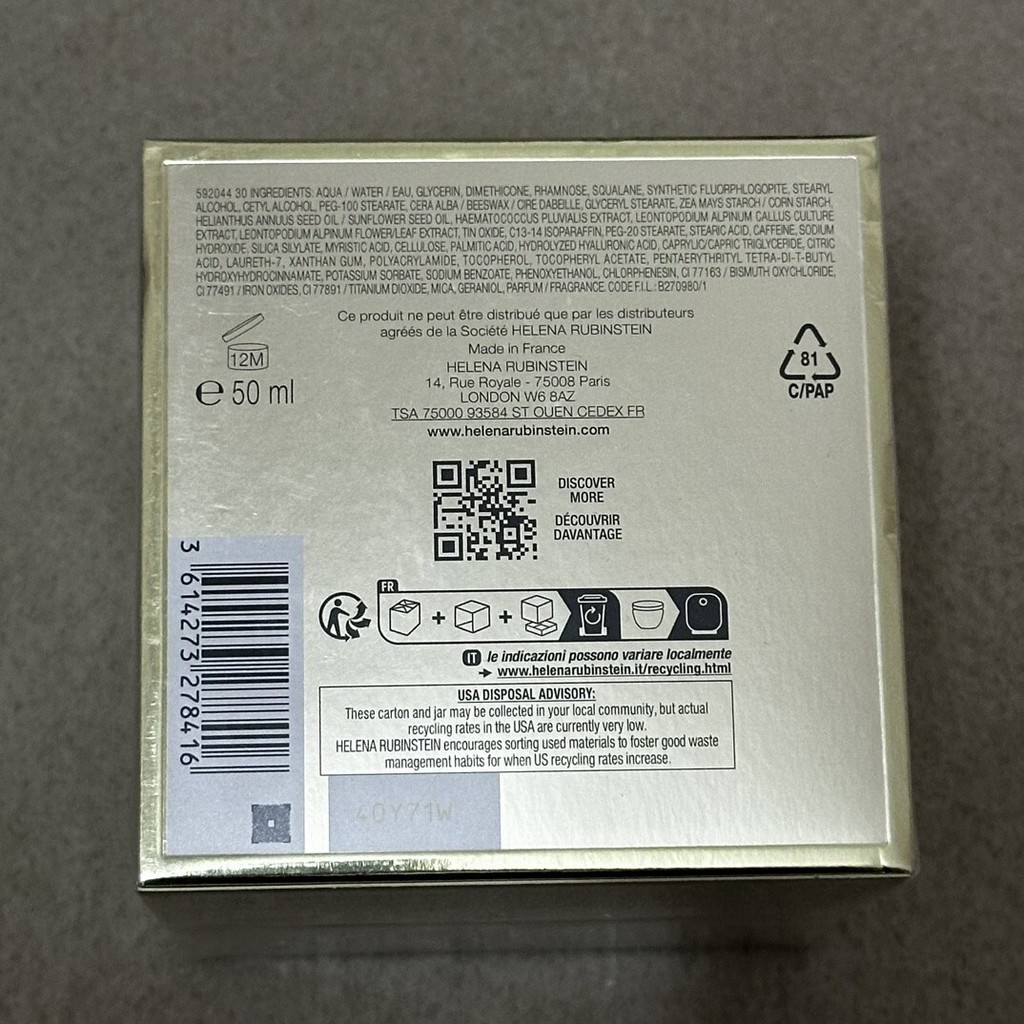 592044 30 INGREDIENTS: AQUA / WATER / EAU, GLYCERIN, DIMETHICONE, RHAMNOSE, SQUALANE, SYNTHETIC FLUORPHLOGOPITE, STEARYL
ALCOHOL, CETYL ALCOHOL, PEG-100 STEARATE, CERA ALBA / BEESWAX / CIRE DABEILLE, GLYCERYL STEARATE, ZEA MAYS STARCH / CORN STARCH,
HELIANTHUS ANNUUS SEED OIL / SUNFLOWER SEED OIL, HAEMATOCOCCUS PLUVIALIS EXTRACT, LEONTOPODIUM ALPINUM CALLUS CULTURE
EXTRACT, LEONTOPODIUM ALPINUM FLOWER/LEAF EXTRACT, TIN OXIDE, C13-14 ISOPARAFFIN, PEG-20 STEARATE, STEARIC ACID, CAFFEINE, SODIUM
HYDROXIDE, SILICA SILYLATE, MYRISTIC ACID, CELLULOSE, PALMITIC ACID, HYDROLYZED HYALURONIC ACID, CAPRYLIC/CAPRIC TRIGLYCERIDE, CITRIC
ACID, LAURETH-7, XANTHAN GUM, POLYACRYLAMIDE, TOCOPHEROL, TOCOPHERYL ACETATE, PENTAERYTHRITYL TETRA-DI-T-BUTYL
HYDROXYHYDROCINNAMATE, POTASSIUM SORBATE, SODIUM BENZOATE, PHENOXYETHANOL, CHLORPHENESIN, CI 77163 / BISMUTH OXYCHLORIDE,
CI 77491 / IRON OXIDES, CI 77891 / TITANIUM DIOXIDE, MICA, GERANIOL, PARFUM / FRAGRANCE. CODE F.I.L. : B270980/1
Ce produit ne peut être distribué que par les distributeurs
agréés de la Société HELENA RUBINSTEIN
Made in France
HELENA RUBINSTEIN
14, Rue Royale - 75008 Paris
LONDON W6 8AZ
TSA 75000 93584 ST OUEN CEDEX FR
www.helenarubinstein.com
12M
e 50 ml
81
C/PAP
DISCOVER
MORE
DÉCOUVRIR
DAVANTAGE
3 614273 278416
FR
+ +
IT le indicazioni possono variare localmente
www.helenarubinstein.it/recycling.html
USA DISPOSAL ADVISORY:
These carton and jar may be collected in your local community, but actual
recycling rates in the USA are currently very low.
HELENA RUBINSTEIN encourages sorting used materials to foster good waste
management habits for when US recycling rates increase.
40Y71W